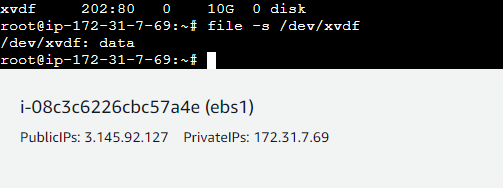 xvdf    202:80   0    10G  0 disk
root@ip-172-31-7-69:~# file -s /dev/xvdf
/dev/xvdf: data
root@ip-172-31-7-69:~#
i-08c3c6226cbc57a4e (ebs1)
PublicIPs: 3.145.92.127   PrivateIPs: 172.31.7.69